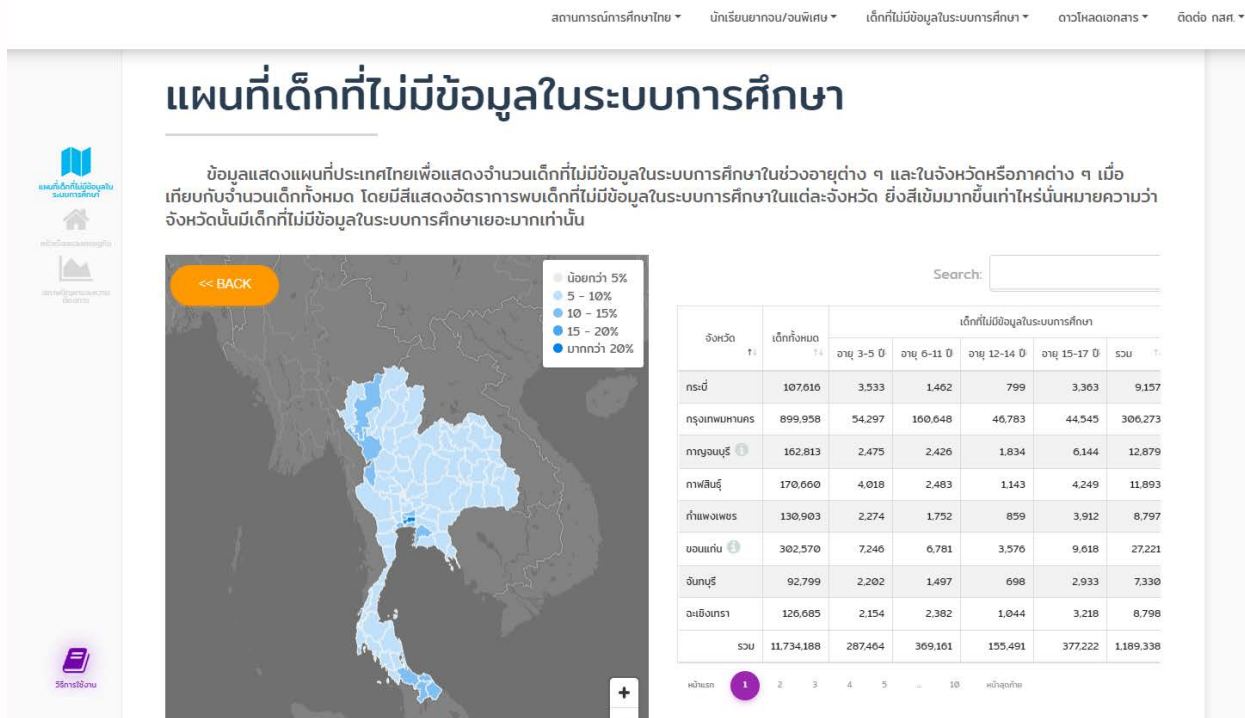 สถานการณ์การศึกษาไทย นักเรียนยากจน/จนพิเศษ เด็กที่ไม่มีข้อมูลในระบบการศึกษา ดาวโหลดเอกสาร ติดต่อ กสศ.
แผนที่เด็กที่ไม่มีข้อมูลในระบบการศึกษา
แผนที่เด็กที่ไม่มีข้อมูลใน
ระบบการศึกษา
ข้อมูลแสดงแผนที่ประเทศไทยเพื่อแสดงจำนวนเด็กที่ไม่มีข้อมูลในระบบการศึกษาในช่วงอายุต่าง ๆ และในจังหวัดหรือภาคต่าง ๆ เมื่อ
เทียบกับจำนวนเด็กทั้งหมด โดยมีสีแสดงอัตราการพบเด็กที่ไม่มีข้อมูลในระบบการศึกษาในแต่ละจังหวัด ยิ่งสีเข้มมากขึ้นเท่าไหร่นั่นหมายความว่า
จังหวัดนั้นมีเด็กที่ไม่มีข้อมูลในระบบการศึกษาเยอะมากเท่านั้น
<< BACK
น้อยกว่า 5%
5 - 10%
10 - 15%
15 - 20%
มากกว่า 20%
Search:
จังหวัด เด็กทั้งหมด เด็กที่ไม่มีข้อมูลในระบบการศึกษา
อายุ 3-5 ปี อายุ 6-11 ปี อายุ 12-14 ปี อายุ 15-17 ปี รวม
กระบี่ 107,616 3,533 1,462 799 3,363 9,157
กรุงเทพมหานคร 899,958 54,297 160,648 46,783 44,545 306,273
กาญจนบุรี 162,813 2,475 2,426 1,834 6,144 12,879
กาฬสินธุ์ 170,660 4,018 2,483 1,143 4,249 11,893
กำแพงเพชร 130,903 2,274 1,752 859 3,912 8,797
ขอนแก่น 302,570 7,246 6,781 3,576 9,618 27,221
จันทบุรี 92,799 2,202 1,497 698 2,933 7,330
ฉะเชิงเทรา 126,685 2,154 2,382 1,044 3,218 8,798
รวม 11,734,188 287,464 369,161 155,491 377,222 1,189,338
หน้าแรก 1 2 3 4 5 ... 10 หน้าสุดท้าย
วิธีการใช้งาน
+